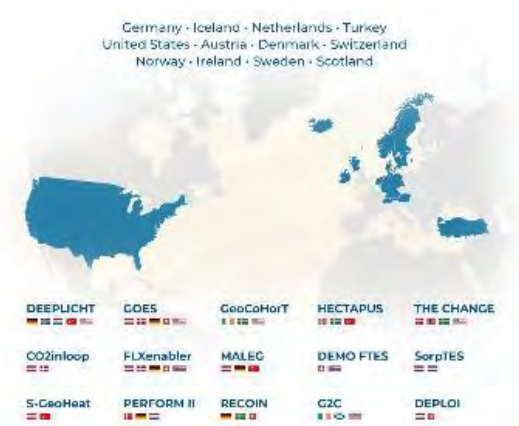 Germany · Iceland · Netherlands · Turkey
United States · Austria · Denmark · Switzerland
Norway · Ireland · Sweden · Scotland
DEEPLICHT GOES GeoCoHorT HECTAPUS THE CHANGE
CO2inloop FLXenabler MALEG DEMO FTES SorpTES
S-GeoHeat PERFORM II RECOIN G2C DEPLOI